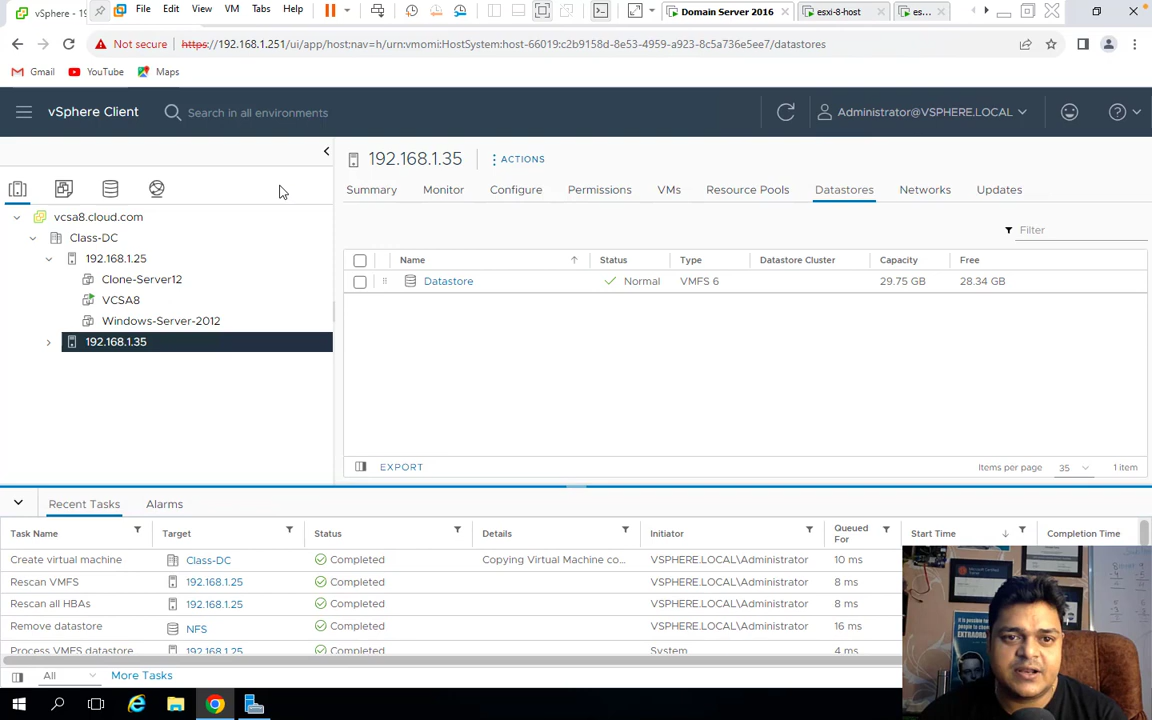 vSphere - 19
File Edit View VM Tabs Help
Domain Server 2016
esxi-8-host
es...
Not secure https://192.168.1.251/ui/app/host:nav=h/urn:vmomi:HostSystem:host-66019:c2b9158d-8e53-4959-a923-8c5a736e5ee7/datastores
Gmail YouTube Maps
vSphere Client Search in all environments Administrator@VSPHERE.LOCAL
192.168.1.35 ACTIONS
Summary Monitor Configure Permissions VMs Resource Pools Datastores Networks Updates
vcsa8.cloud.com
Class-DC
192.168.1.25
Clone-Server12
VCSA8
Windows-Server-2012
192.168.1.35
Filter
Name Status Type Datastore Cluster Capacity Free
Datastore Normal VMFS 6 29.75 GB 28.34 GB
EXPORT Items per page 35 1 item
Recent Tasks Alarms
Task Name Target Status Details Initiator Queued For Start Time Completion Time
Create virtual machine Class-DC Completed Copying Virtual Machine co... VSPHERE.LOCAL\Administrator 10 ms
Rescan VMFS 192.168.1.25 Completed VSPHERE.LOCAL\Administrator 8 ms
Rescan all HBAs 192.168.1.25 Completed VSPHERE.LOCAL\Administrator 8 ms
Remove datastore NFS Completed VSPHERE.LOCAL\Administrator 16 ms
Process VMFS datastore 192.168.1.25 Completed System 4 ms
All More Tasks